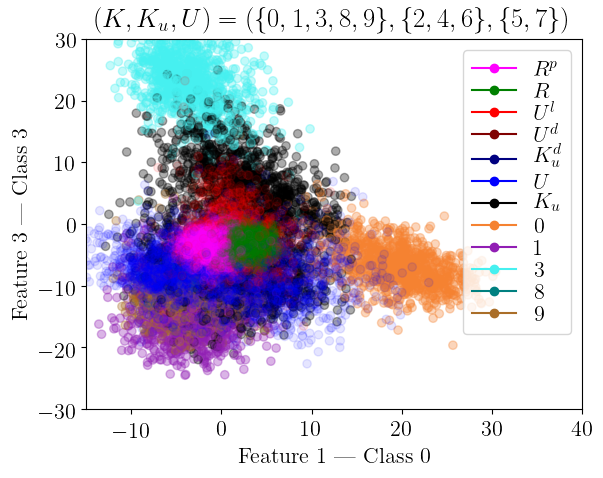 (K, K_u, U) = ({0, 1, 3, 8, 9}, {2, 4, 6}, {5, 7})
30
20
10
0
−10
−20
−30
Feature 3 — Class 3
R^p
R
U^l
U^d
K_u^d
U
K_u
0
1
3
8
9
−10
0
10
20
30
40
Feature 1 — Class 0